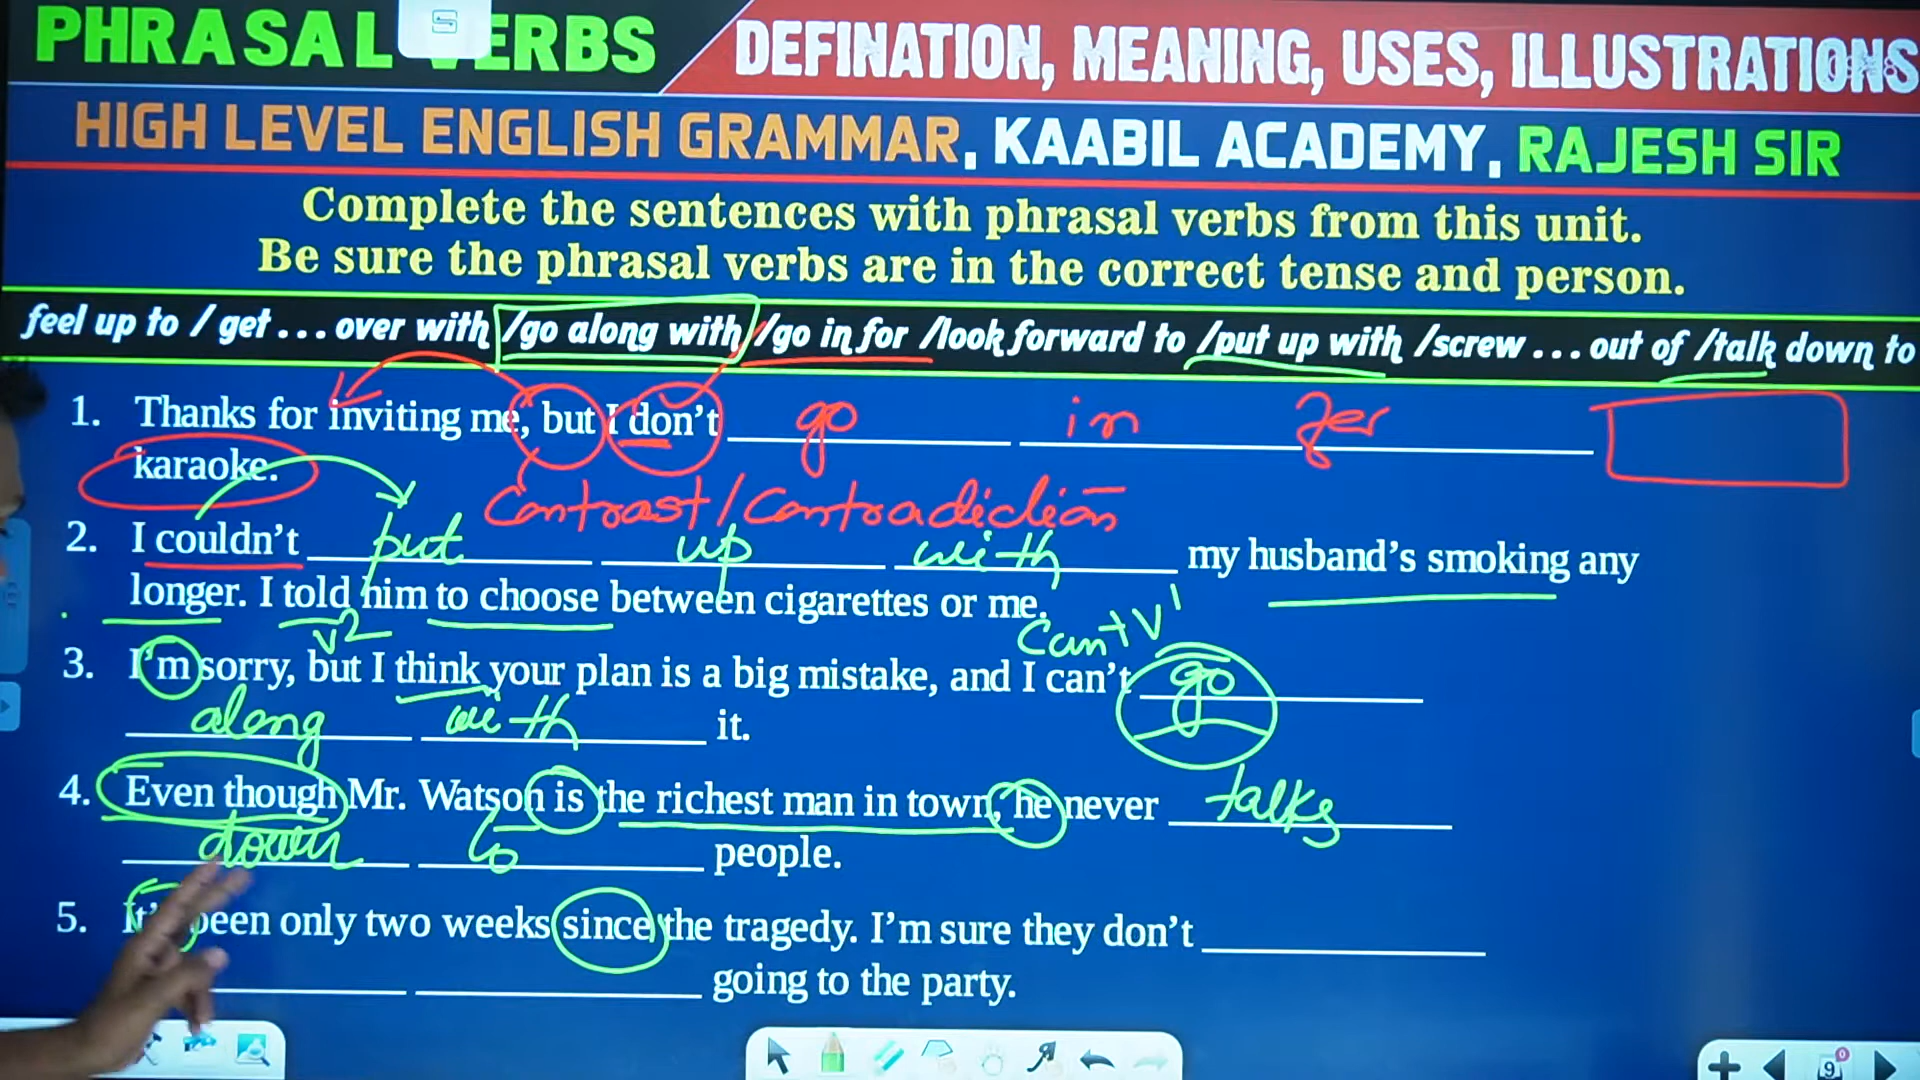 PHRASAL ERBS DEFINATION, MEANING, USES, ILLUSTRATIONS
HIGH LEVEL ENGLISH GRAMMAR, KAABIL ACADEMY, RAJESH SIR
Complete the sentences with phrasal verbs from this unit.
Be sure the phrasal verbs are in the correct tense and person.
feel up to / get ... over with /go along with /go in for /look forward to /put up with /screw ... out of /talk down to
1. Thanks for inviting me, but I don't go in for
karaoke.
Contrast/Contradiction
2. I couldn't put up with my husband's smoking any
longer. I told him to choose between cigarettes or me.
V2 Can+V1
3. I'm sorry, but I think your plan is a big mistake, and I can't go
along with it.
4. Even though Mr. Watson is the richest man in town, he never talks
down to people.
5. been only two weeks since the tragedy. I'm sure they don't
going to the party.
9